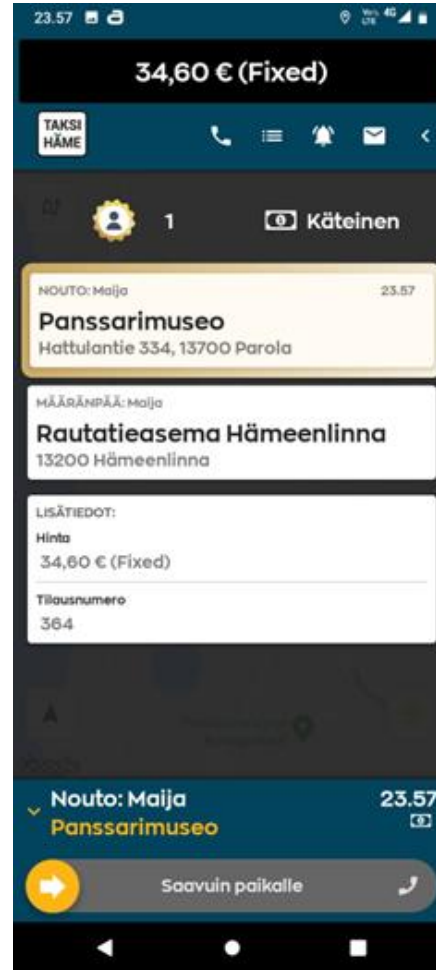 23.57
4G
LTE
34,60 € (Fixed)
TAKSI
HÄME
1
Käteinen
NOUTO: Maija
23.57
Panssarimuseo
Hattulantie 334, 13700 Parola
MÄÄRÄNPÄÄ: Maija
Rautatieasema Hämeenlinna
13200 Hämeenlinna
LISÄTIEDOT:
Hinta
34,60 € (Fixed)
Tilausnumero
364
Nouto: Maija
23.57
Panssarimuseo
Saavuin paikalle